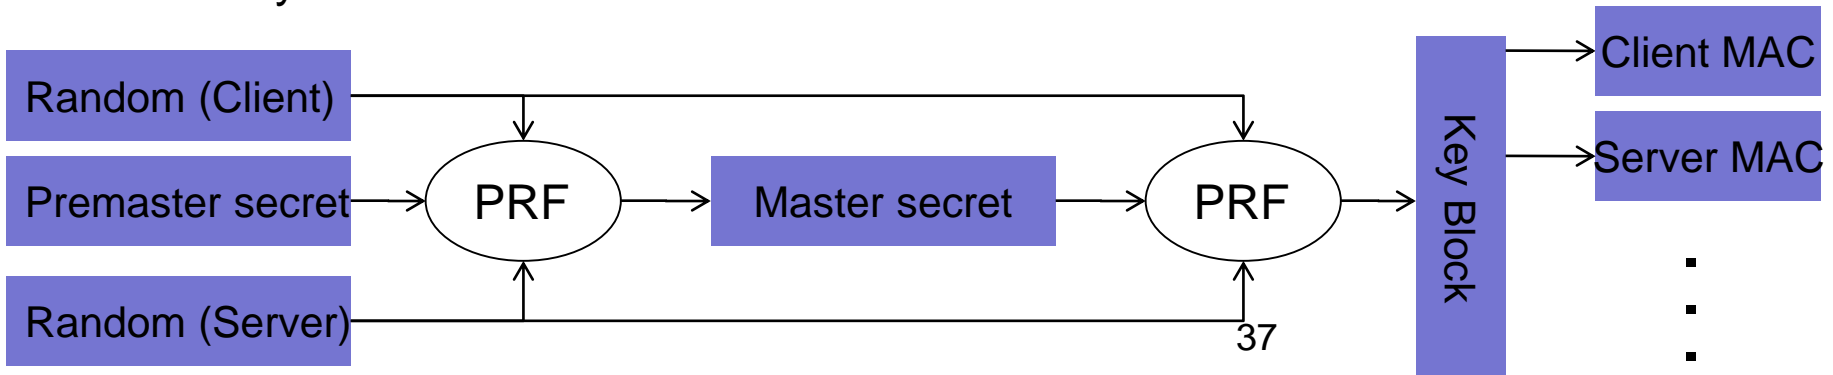 Random (Client)
Premaster secret
Random (Server)
PRF
Master secret
PRF
37
Key Block
Client MAC
Server MAC